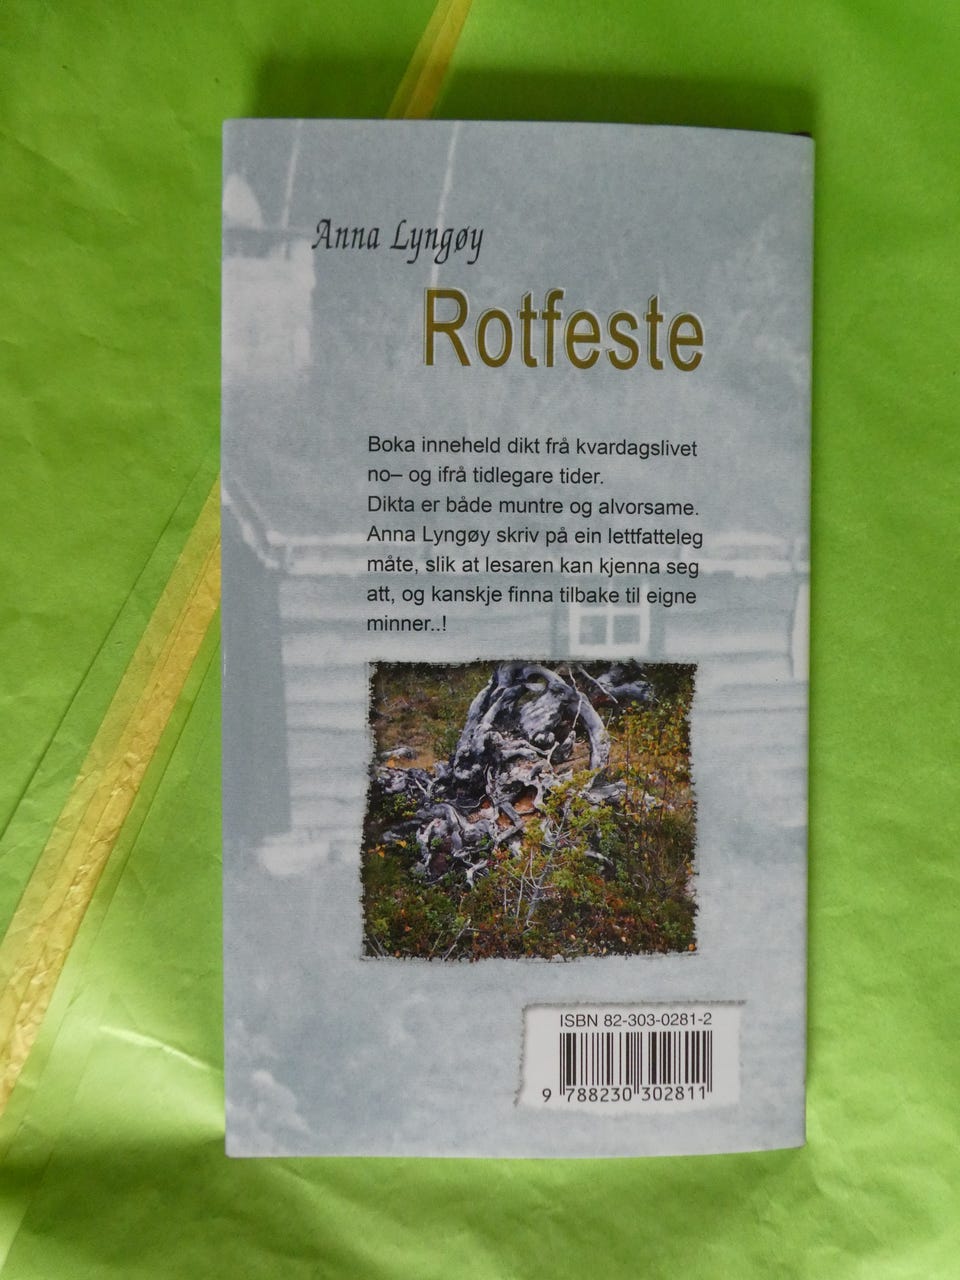 Anna Lyngøy
Rotfeste
Boka inneheld dikt frå kvardagslivet
no– og ifrå tidlegare tider.
Dikta er både muntre og alvorsame.
Anna Lyngøy skriv på ein lettfatteleg
måte, slik at lesaren kan kjenna seg
att, og kanskje finna tilbake til eigne
minner..!
ISBN 82-303-0281-2
9 788230 302811